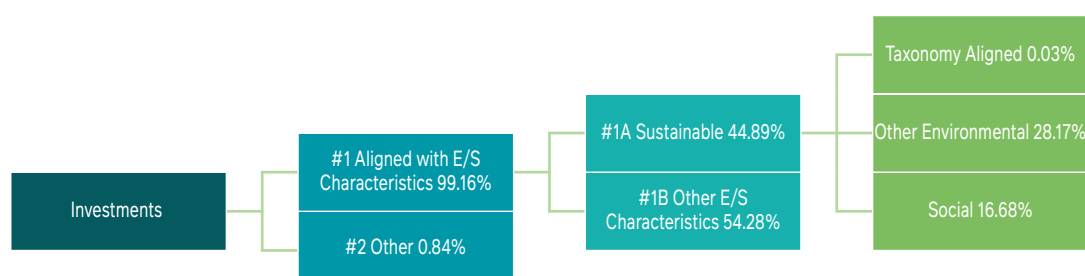 Investments
#1 Aligned with E/S
Characteristics 99.16%
#2 Other 0.84%
#1A Sustainable 44.89%
#1B Other E/S
Characteristics 54.28%
Taxonomy Aligned 0.03%
Other Environmental 28.17%
Social 16.68%